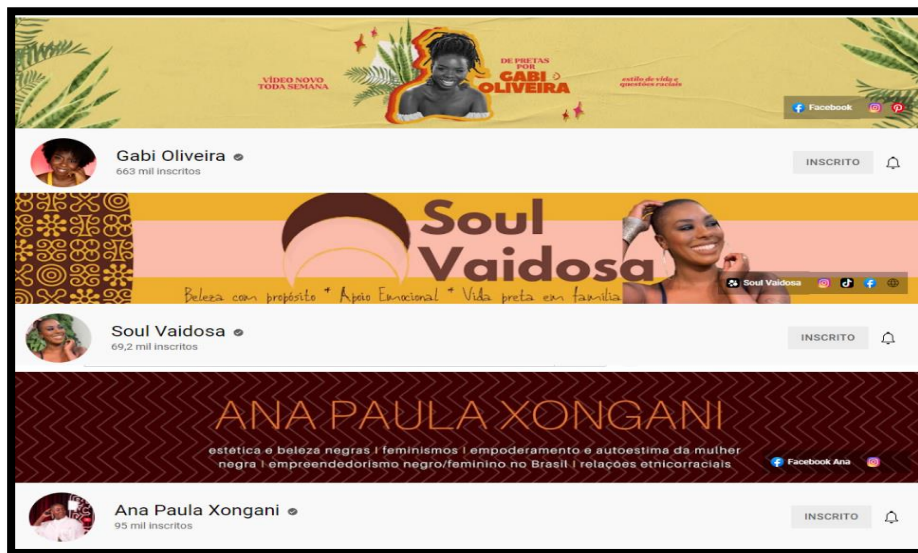 VÍDEO NOVO
TODA SEMANA
DE PRETAS
POR
GABI
OLIVEIRA
estilo de vida e
questões raciais
Facebook
Gabi Oliveira
663 mil inscritos
INSCRITO
Soul
Vaidosa
Beleza com propósito * Apoio Emocional * Vida preta em família
Soul Vaidosa
Soul Vaidosa
69,2 mil inscritos
INSCRITO
ANA PAULA XONGANI
estética e beleza negras | feminismos | empoderamento e autoestima da mulher
negra | empreendedorismo negro/feminino no Brasil | relações etnicorraciais
Facebook Ana
Ana Paula Xongani
95 mil inscritos
INSCRITO